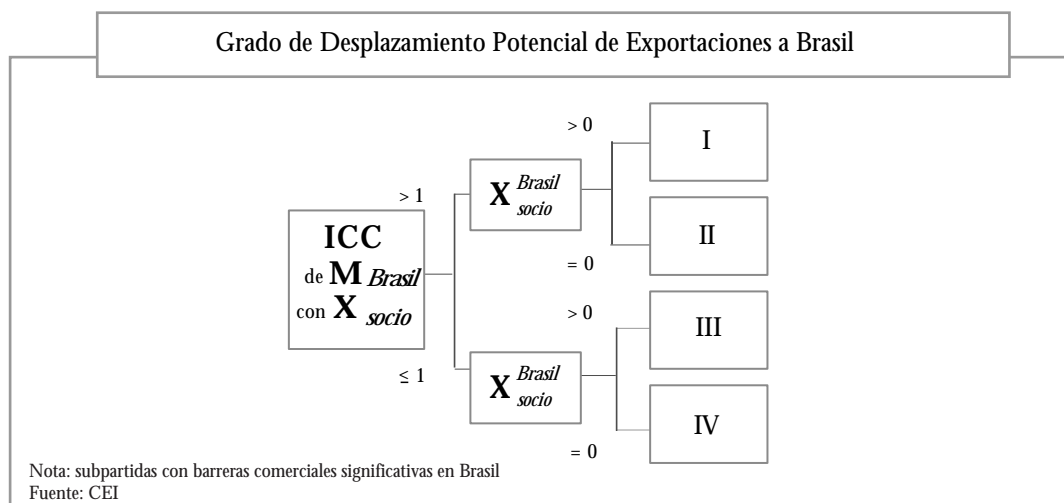 Grado de Desplazamiento Potencial de Exportaciones a Brasil
> 0
I
> 1
X Brasil socio
II
= 0
ICC
de M Brasil
con X socio
> 0
III
≤ 1
X Brasil socio
IV
= 0
Nota: subpartidas con barreras comerciales significativas en Brasil
Fuente: CEI